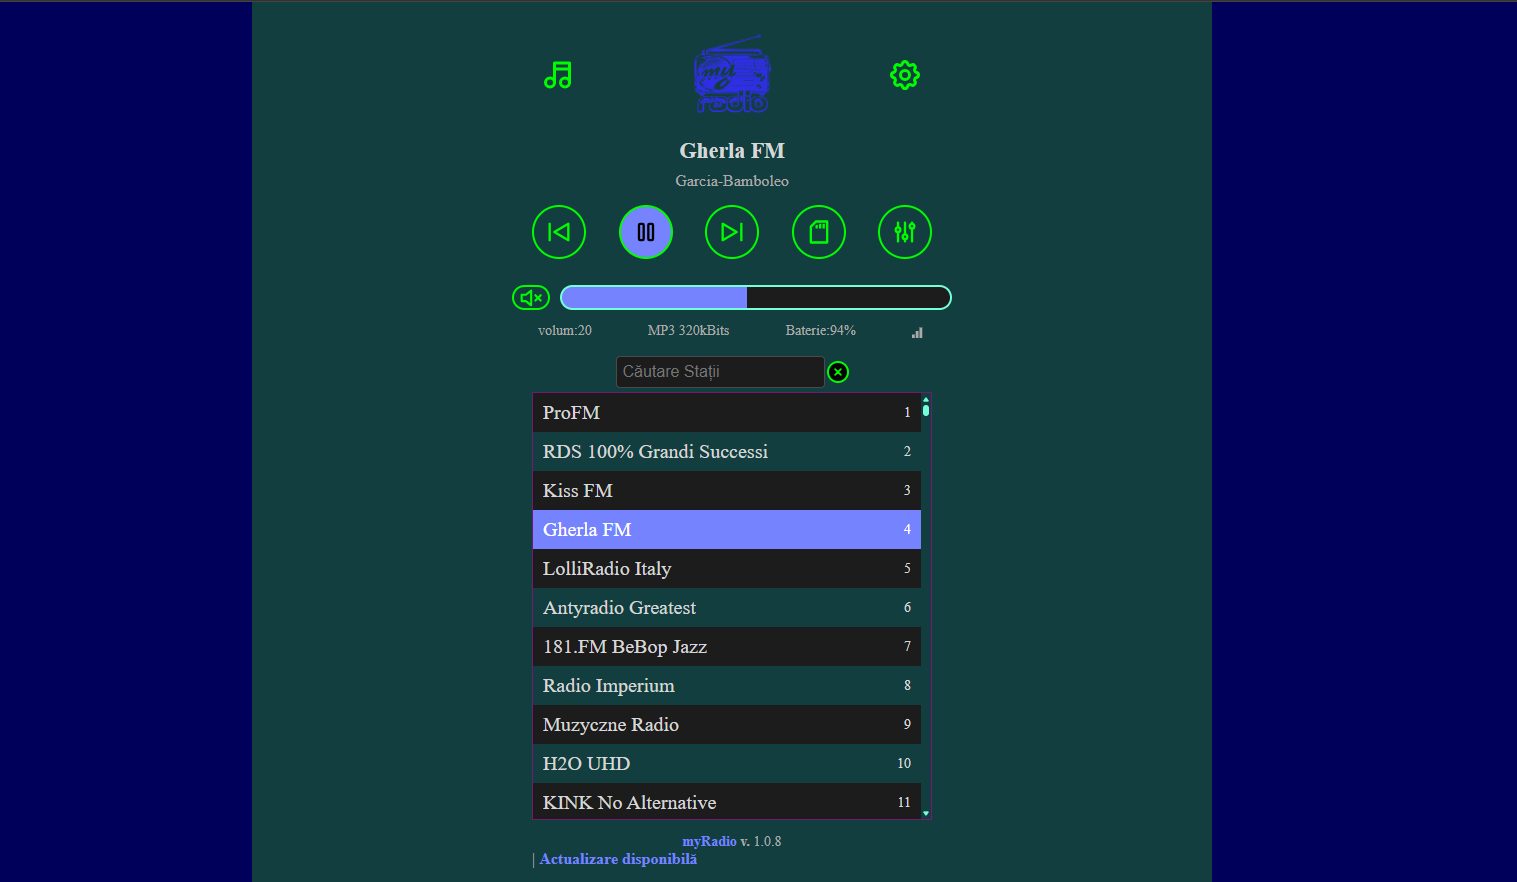 my
radio
Gherla FM
Garcia-Bamboleo
volum:20 MP3 320kBits Baterie:94%
Căutare Stații
ProFM 1
RDS 100% Grandi Successi 2
Kiss FM 3
Gherla FM 4
LolliRadio Italy 5
Antyradio Greatest 6
181.FM BeBop Jazz 7
Radio Imperium 8
Muzyczne Radio 9
H2O UHD 10
KINK No Alternative 11
myRadio v. 1.0.8
| Actualizare disponibilă